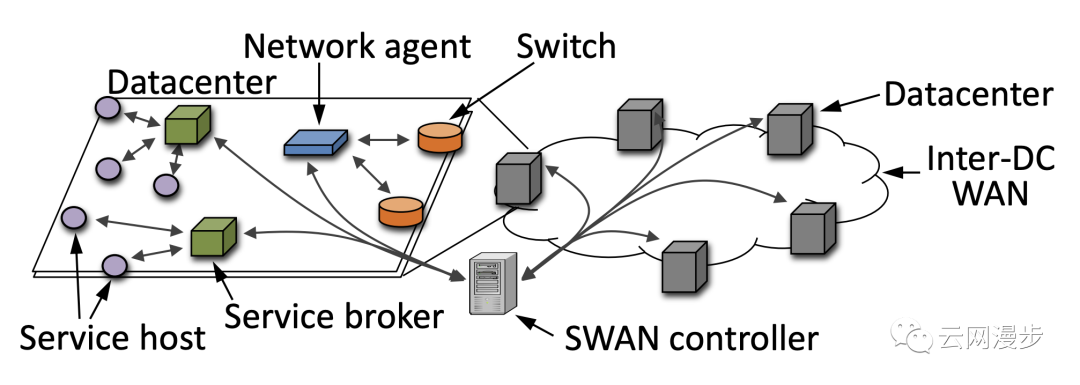 Network agent
Switch
Datacenter
Datacenter
Inter-DC
WAN
Service host
Service broker
SWAN controller
云网漫步